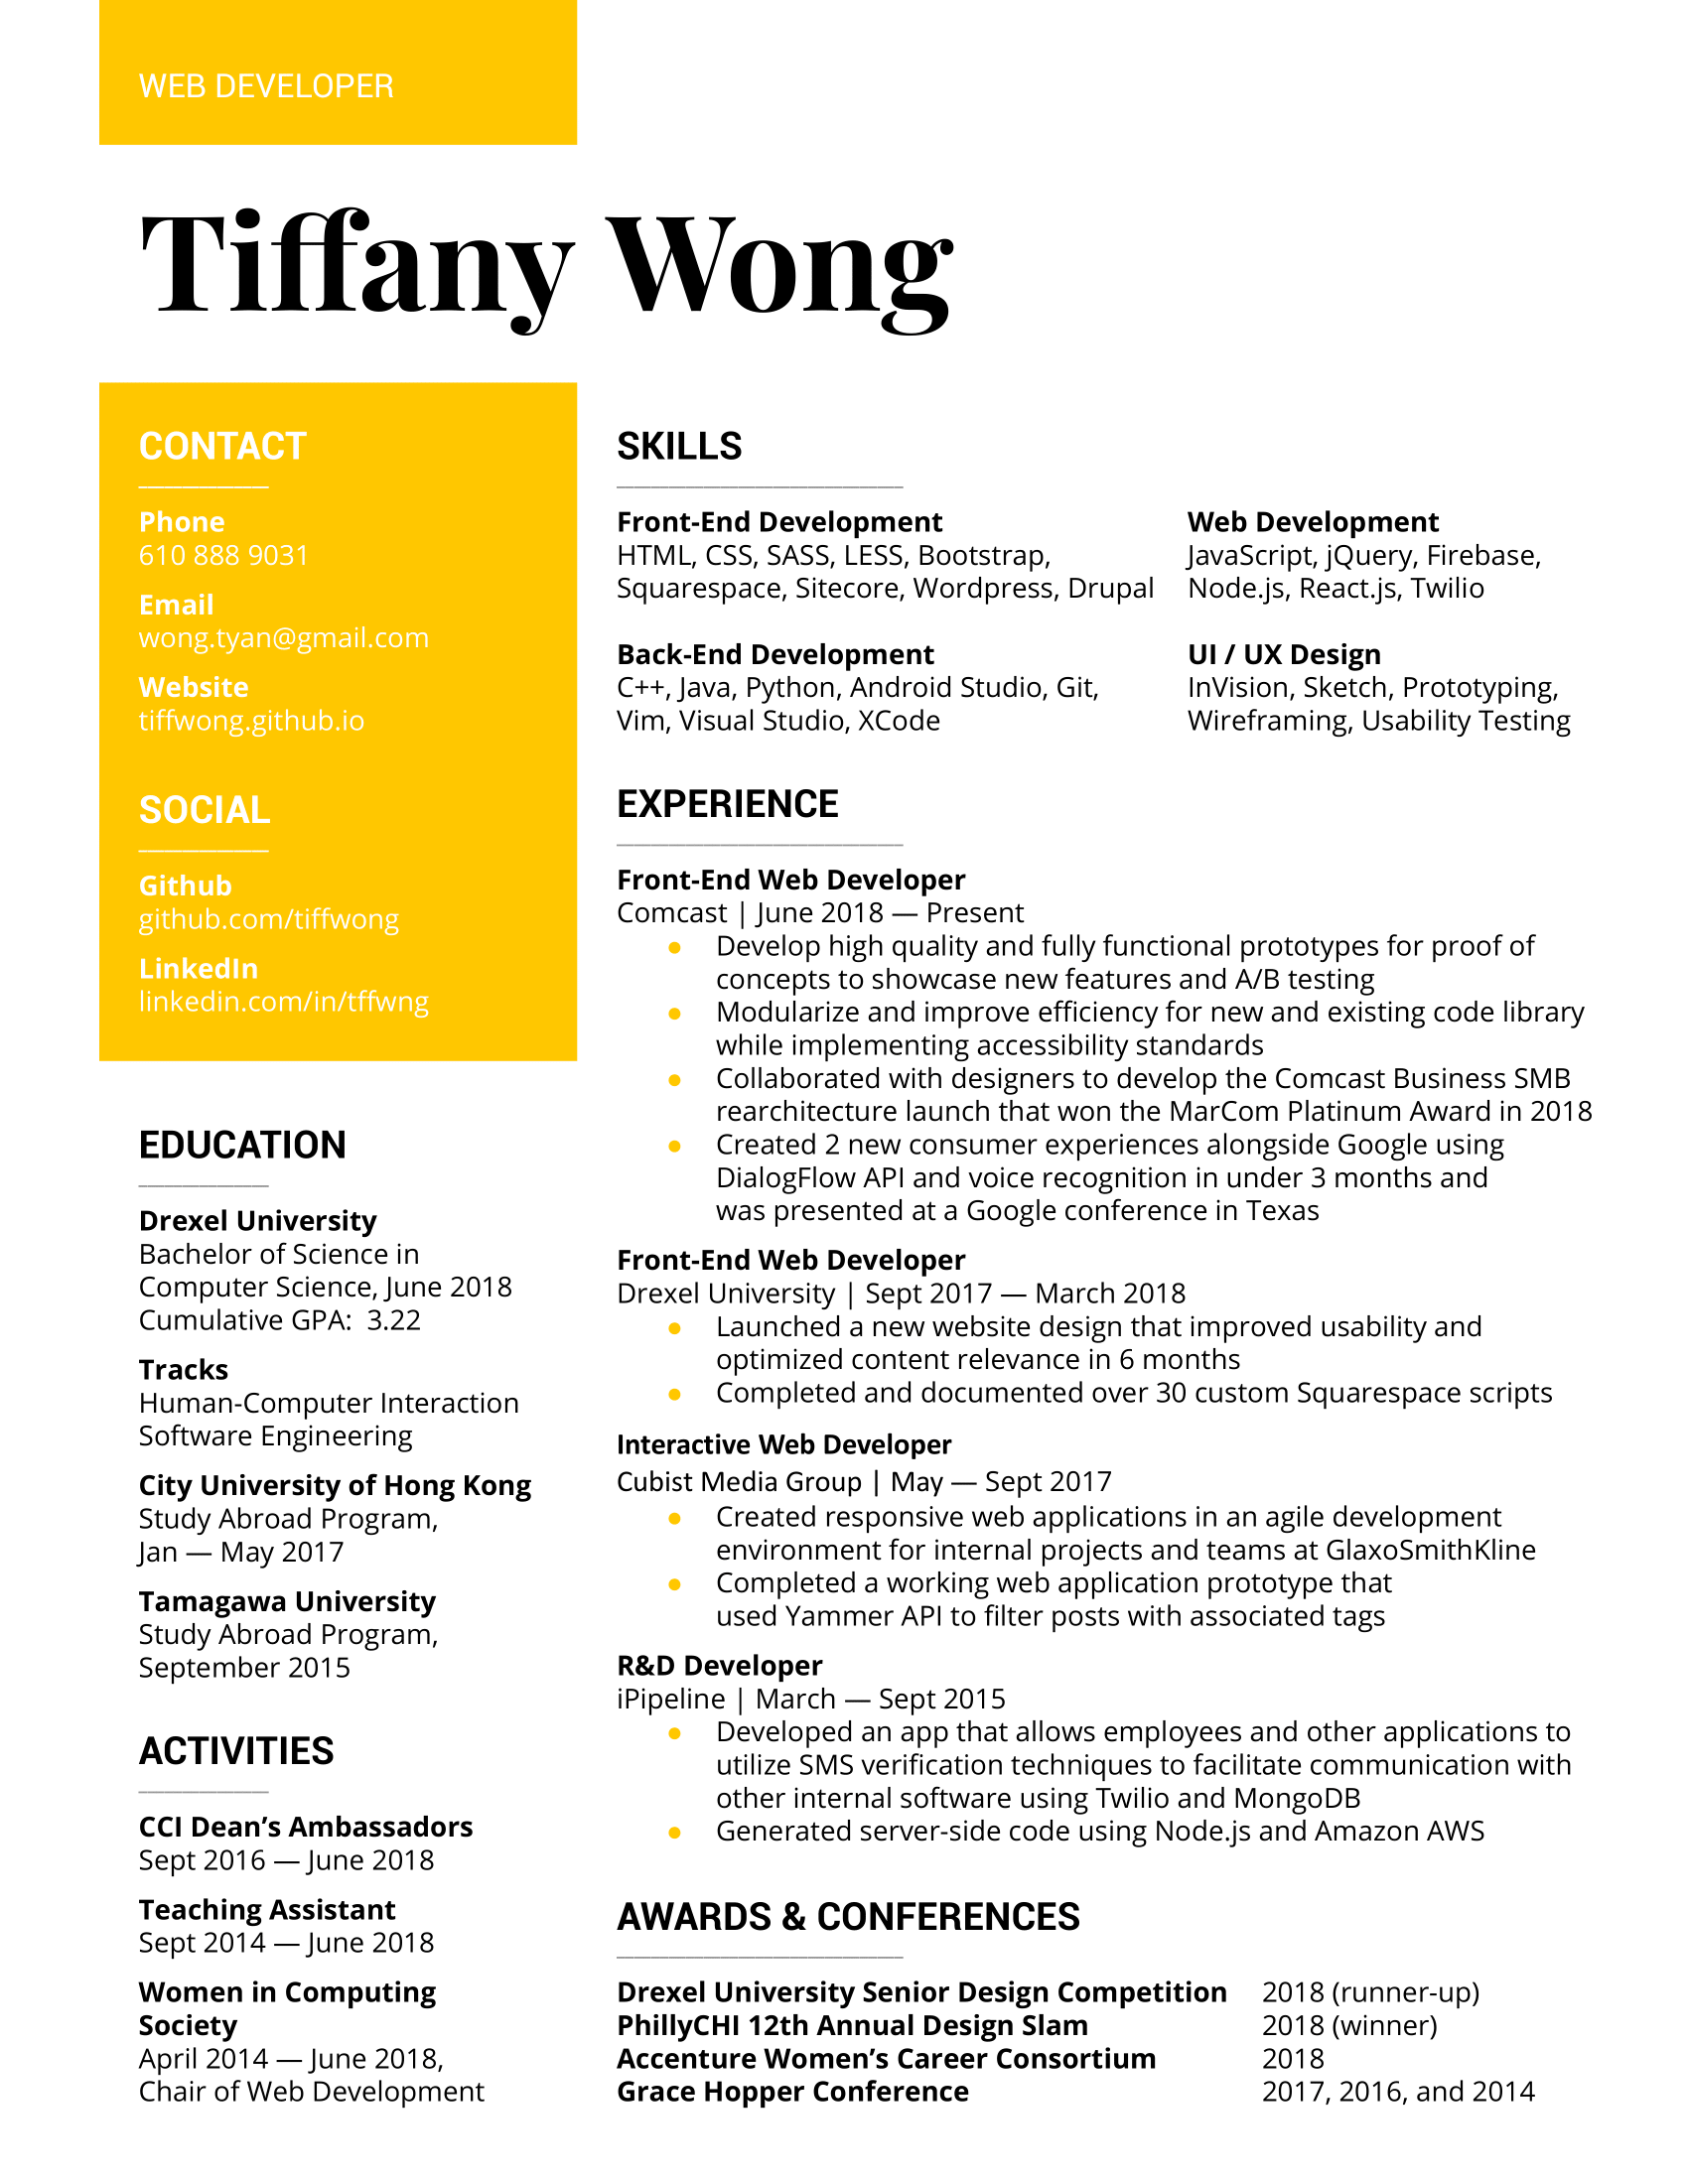 WEB DEVELOPER
Tiffany Wong
CONTACT
Phone
610 888 9031
Email
wong.tyan@gmail.com
Website
tiffwong.github.io
SOCIAL
Github
github.com/tiffwong
LinkedIn
linkedin.com/in/tffwng
EDUCATION
Drexel University
Bachelor of Science in
Computer Science, June 2018
Cumulative GPA:  3.22
Tracks
Human-Computer Interaction
Software Engineering
City University of Hong Kong
Study Abroad Program,
Jan — May 2017
Tamagawa University
Study Abroad Program,
September 2015
ACTIVITIES
CCI Dean’s Ambassadors
Sept 2016 — June 2018
Teaching Assistant
Sept 2014 — June 2018
Women in Computing
Society
April 2014 — June 2018,
Chair of Web Development
SKILLS
Front-End Development
HTML, CSS, SASS, LESS, Bootstrap,
Squarespace, Sitecore, Wordpress, Drupal
Web Development
JavaScript, jQuery, Firebase,
Node.js, React.js, Twilio
Back-End Development
C++, Java, Python, Android Studio, Git,
Vim, Visual Studio, XCode
UI / UX Design
InVision, Sketch, Prototyping,
Wireframing, Usability Testing
EXPERIENCE
Front-End Web Developer
Comcast | June 2018 — Present
● Develop high quality and fully functional prototypes for proof of
concepts to showcase new features and A/B testing
● Modularize and improve efficiency for new and existing code library
while implementing accessibility standards
● Collaborated with designers to develop the Comcast Business SMB
rearchitecture launch that won the MarCom Platinum Award in 2018
● Created 2 new consumer experiences alongside Google using
DialogFlow API and voice recognition in under 3 months and
was presented at a Google conference in Texas
Front-End Web Developer
Drexel University | Sept 2017 — March 2018
● Launched a new website design that improved usability and
optimized content relevance in 6 months
● Completed and documented over 30 custom Squarespace scripts
Interactive Web Developer
Cubist Media Group | May — Sept 2017
● Created responsive web applications in an agile development
environment for internal projects and teams at GlaxoSmithKline
● Completed a working web application prototype that
used Yammer API to filter posts with associated tags
R&D Developer
iPipeline | March — Sept 2015
● Developed an app that allows employees and other applications to
utilize SMS verification techniques to facilitate communication with
other internal software using Twilio and MongoDB
● Generated server-side code using Node.js and Amazon AWS
AWARDS & CONFERENCES
Drexel University Senior Design Competition 2018 (runner-up)
PhillyCHI 12th Annual Design Slam 2018 (winner)
Accenture Women’s Career Consortium 2018
Grace Hopper Conference 2017, 2016, and 2014